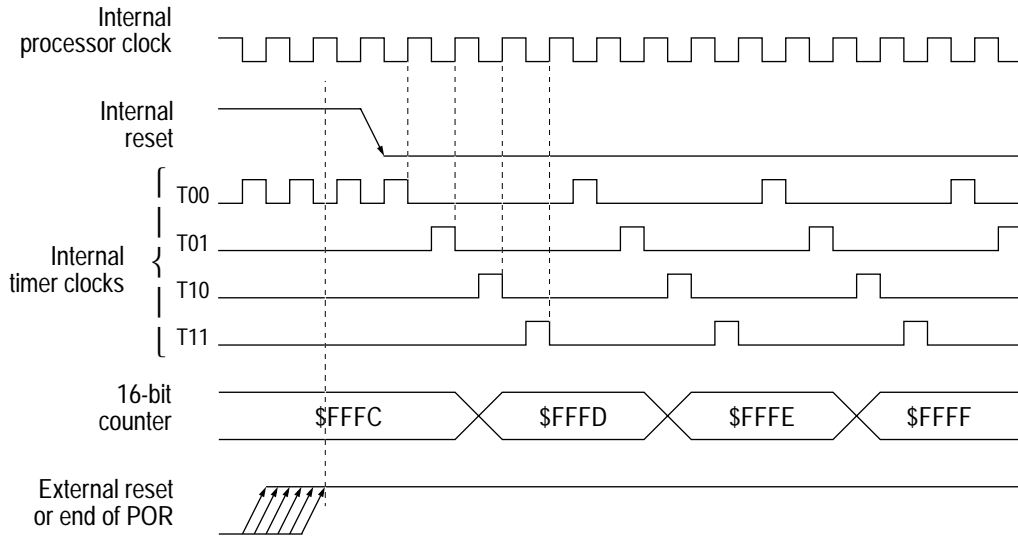 Internal
processor clock
Internal
reset
T00
T01
Internal
timer clocks
T10
T11
16-bit
counter
$FFFC
$FFFD
$FFFE
$FFFF
External reset
or end of POR